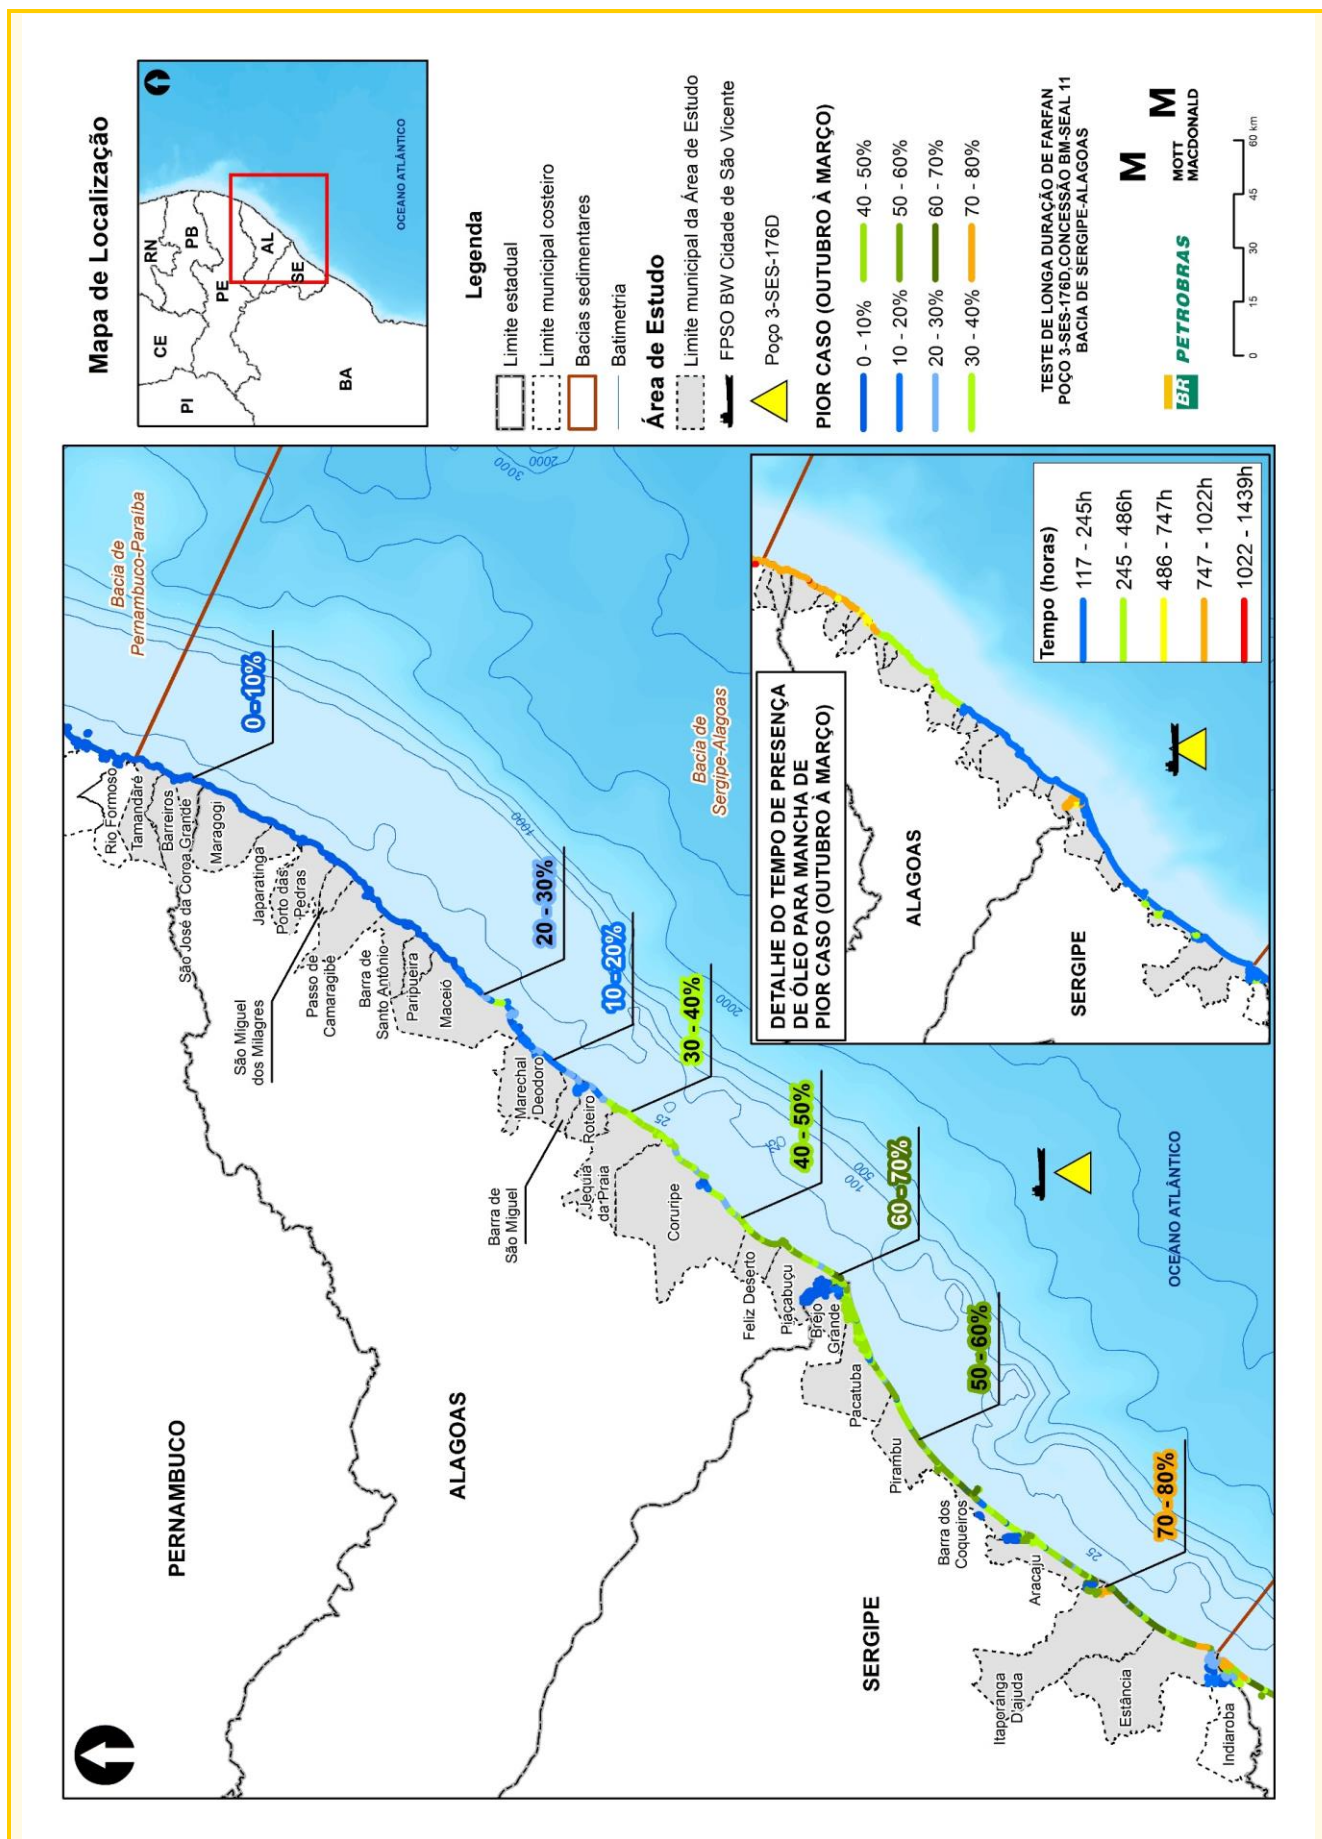 Mapa de Localização
RN
CE
PB
PI
PE
AL
SE
BA
OCEANO ATLÂNTICO
Legenda
Limite estadual
Limite municipal costeiro
Bacias sedimentares
Batimetria
Área de Estudo
Limite municipal da Área de Estudo
FPSO BW Cidade de São Vicente
Poço 3-SES-176D
PIOR CASO (OUTUBRO À MARÇO)
0 - 10%
10 - 20%
20 - 30%
30 - 40%
40 - 50%
50 - 60%
60 - 70%
70 - 80%
TESTE DE LONGA DURAÇÃO DE FARFAN
POÇO 3-SES-176D,CONCESSÃO BM-SEAL 11
BACIA DE SERGIPE-ALAGOAS
BR PETROBRAS
M
MOTT
MACDONALD
M
0 15 30 45 60 km
Bacia de
Pernambuco-Paraíba
0 - 10%
Rio Formoso
Tamandaré
Barreiros
São José da Coroa Grande
Maragogi
Japaratinga
Porto das
Pedras
São Miguel
dos Milagres
Passo de
Camaragibe
Barra de
Santo Antônio
Paripueira
Maceió
20 - 30%
10 - 20%
Marechal
Deodoro
Barra de
São Miguel
Roteiro
30 - 40%
Jequiá
da Praia
Coruripe
40 - 50%
Feliz Deserto
Piaçabuçu
60 - 70%
Brejo
Grande
Pacatuba
50 - 60%
Pirambu
Barra dos
Coqueiros
Aracaju
70 - 80%
Itaporanga
D'ajuda
Estância
Indiaroba
PERNAMBUCO
ALAGOAS
SERGIPE
Bacia de
Sergipe-Alagoas
OCEANO ATLÂNTICO
3000
2000
1000
2000
25
25
100
500
25
DETALHE DO TEMPO DE PRESENÇA
DE ÓLEO PARA MANCHA DE
PIOR CASO (OUTUBRO À MARÇO)
ALAGOAS
SERGIPE
Tempo (horas)
117 - 245h
245 - 486h
486 - 747h
747 - 1022h
1022 - 1439h